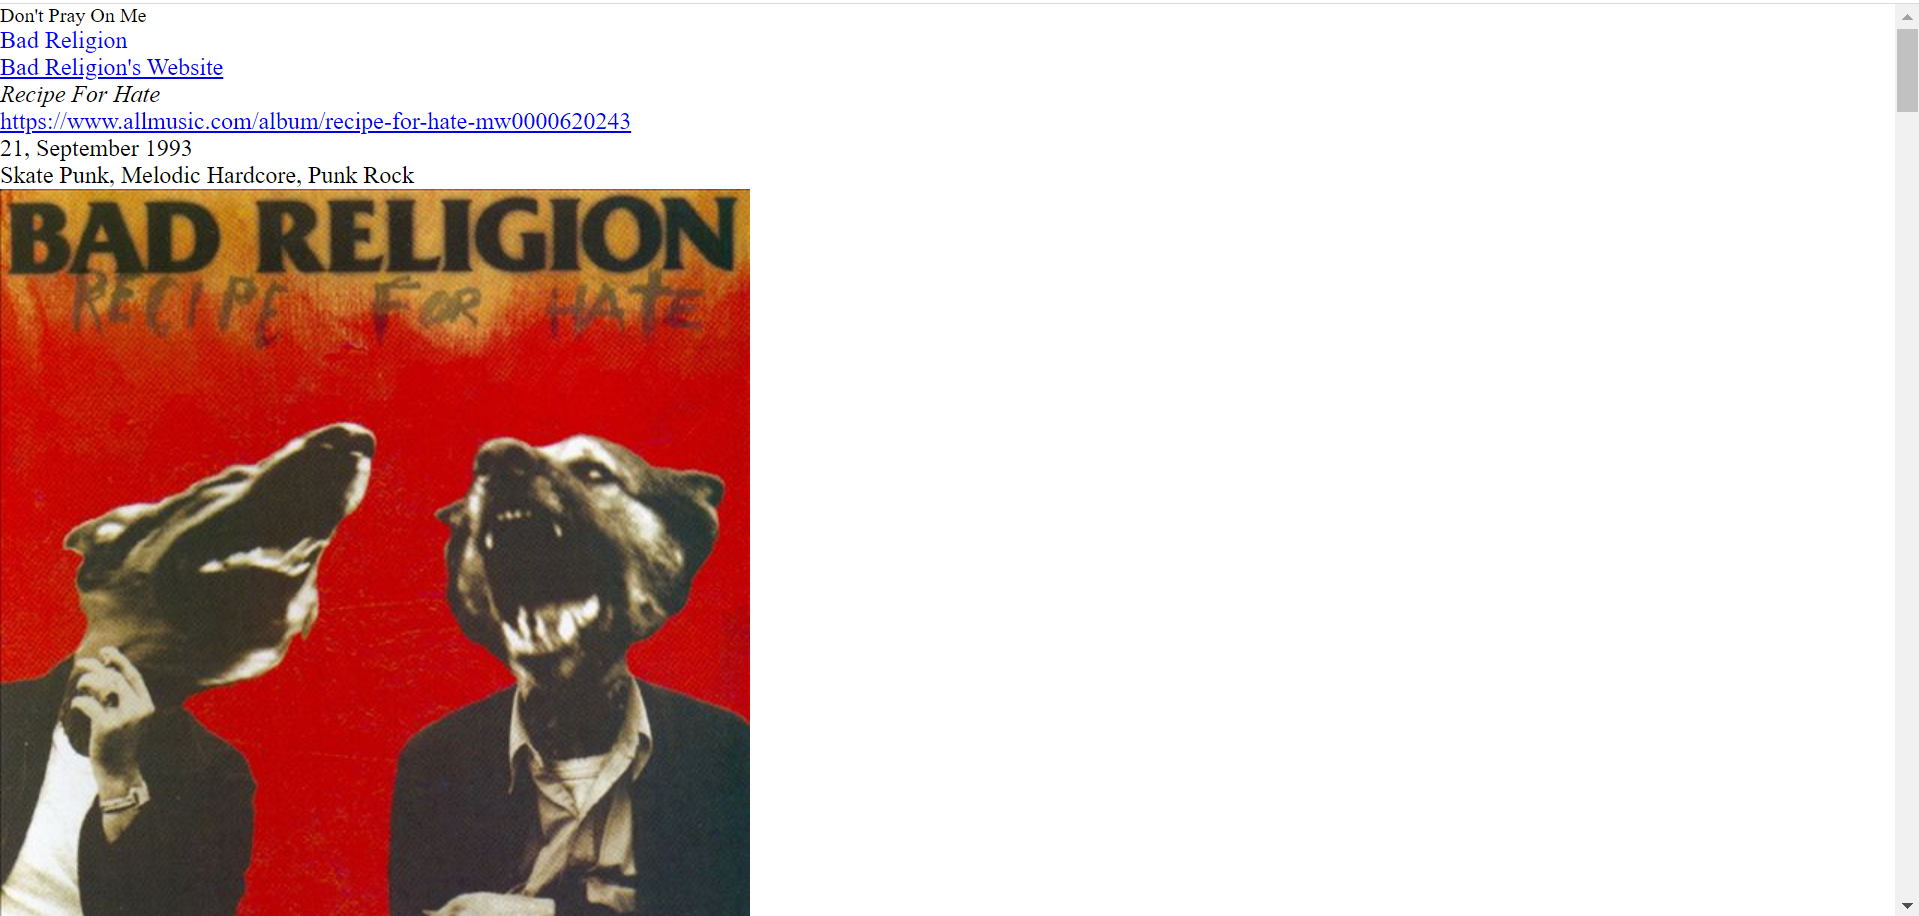 Don't Pray On Me
Bad Religion
Bad Religion's Website
Recipe For Hate
https://www.allmusic.com/album/recipe-for-hate-mw0000620243
21, September 1993
Skate Punk, Melodic Hardcore, Punk Rock
BAD RELIGION
RECIPE FOR HATE